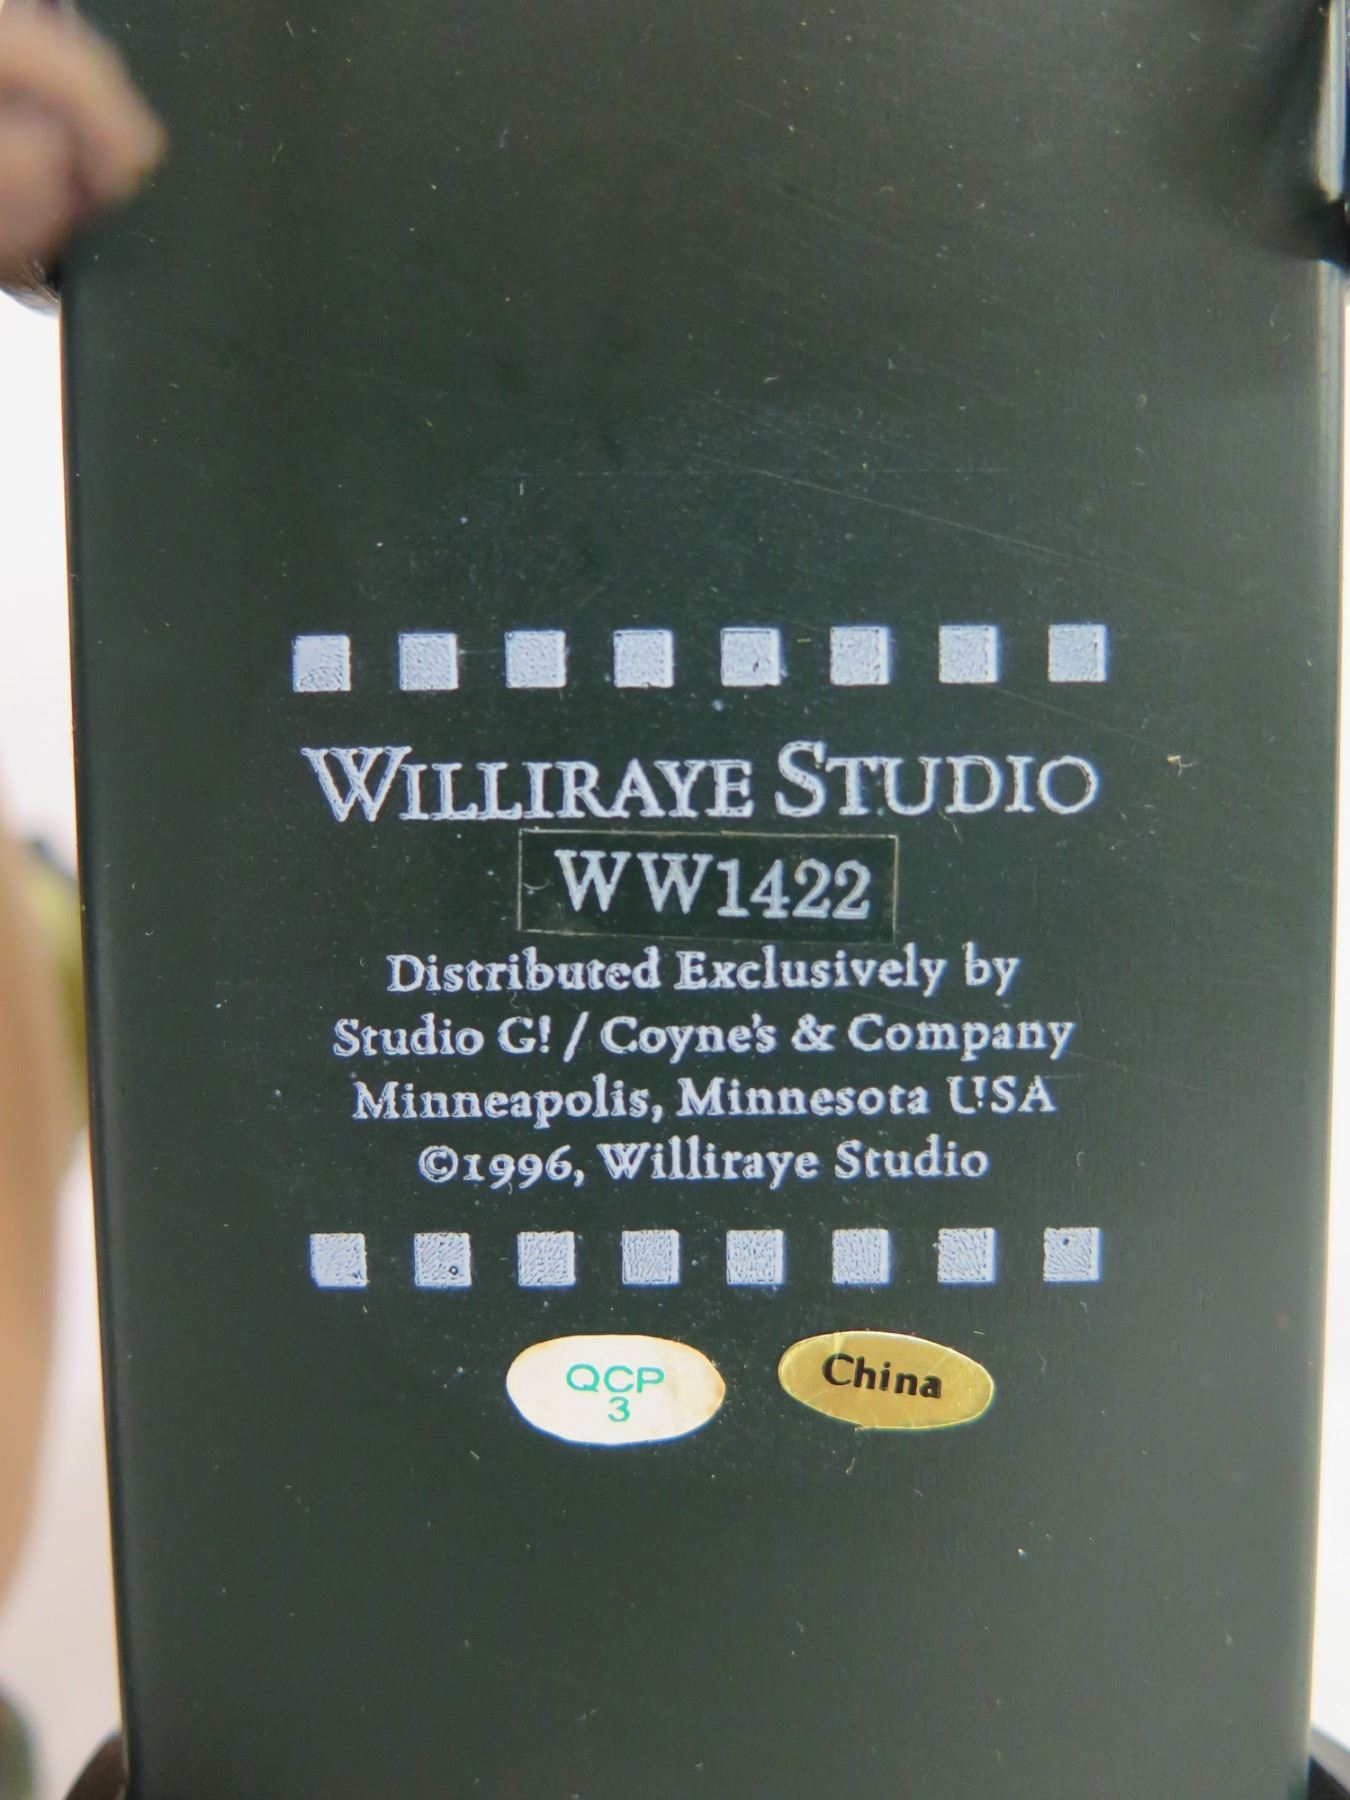 WILLIRAYE STUDIO
WW1422
Distributed Exclusively by
Studio G! / Coyne's & Company
Minneapolis, Minnesota USA
©1996, Williraye Studio
QCP
3
China